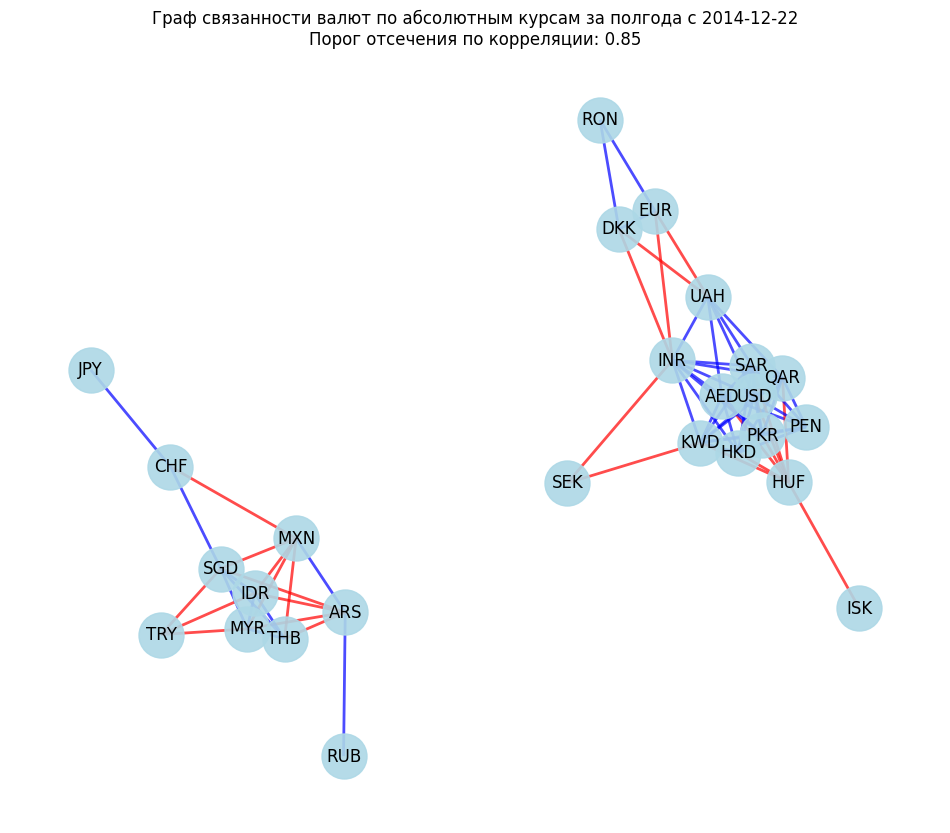 Граф связанности валют по абсолютным курсам за полгода с 2014-12-22
Порог отсечения по корреляции: 0.85
RON
EUR
DKK
UAH
INR
SAR
QAR
JPY
AED
USD
PEN
PKR
KWD
HKD
CHF
SEK
HUF
MXN
SGD
IDR
ISK
ARS
MYR
TRY
THB
RUB